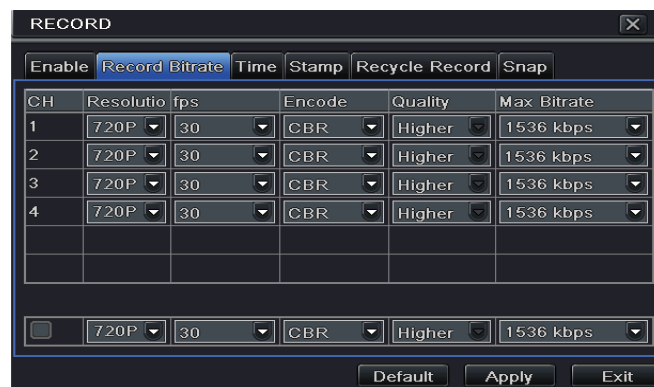 RECORD
Enable Record Bitrate Time Stamp Recycle Record Snap
CH Resolutio fps Encode Quality Max Bitrate
1 720P 30 CBR Higher 1536 kbps
2 720P 30 CBR Higher 1536 kbps
3 720P 30 CBR Higher 1536 kbps
4 720P 30 CBR Higher 1536 kbps
720P 30 CBR Higher 1536 kbps
Default Apply Exit